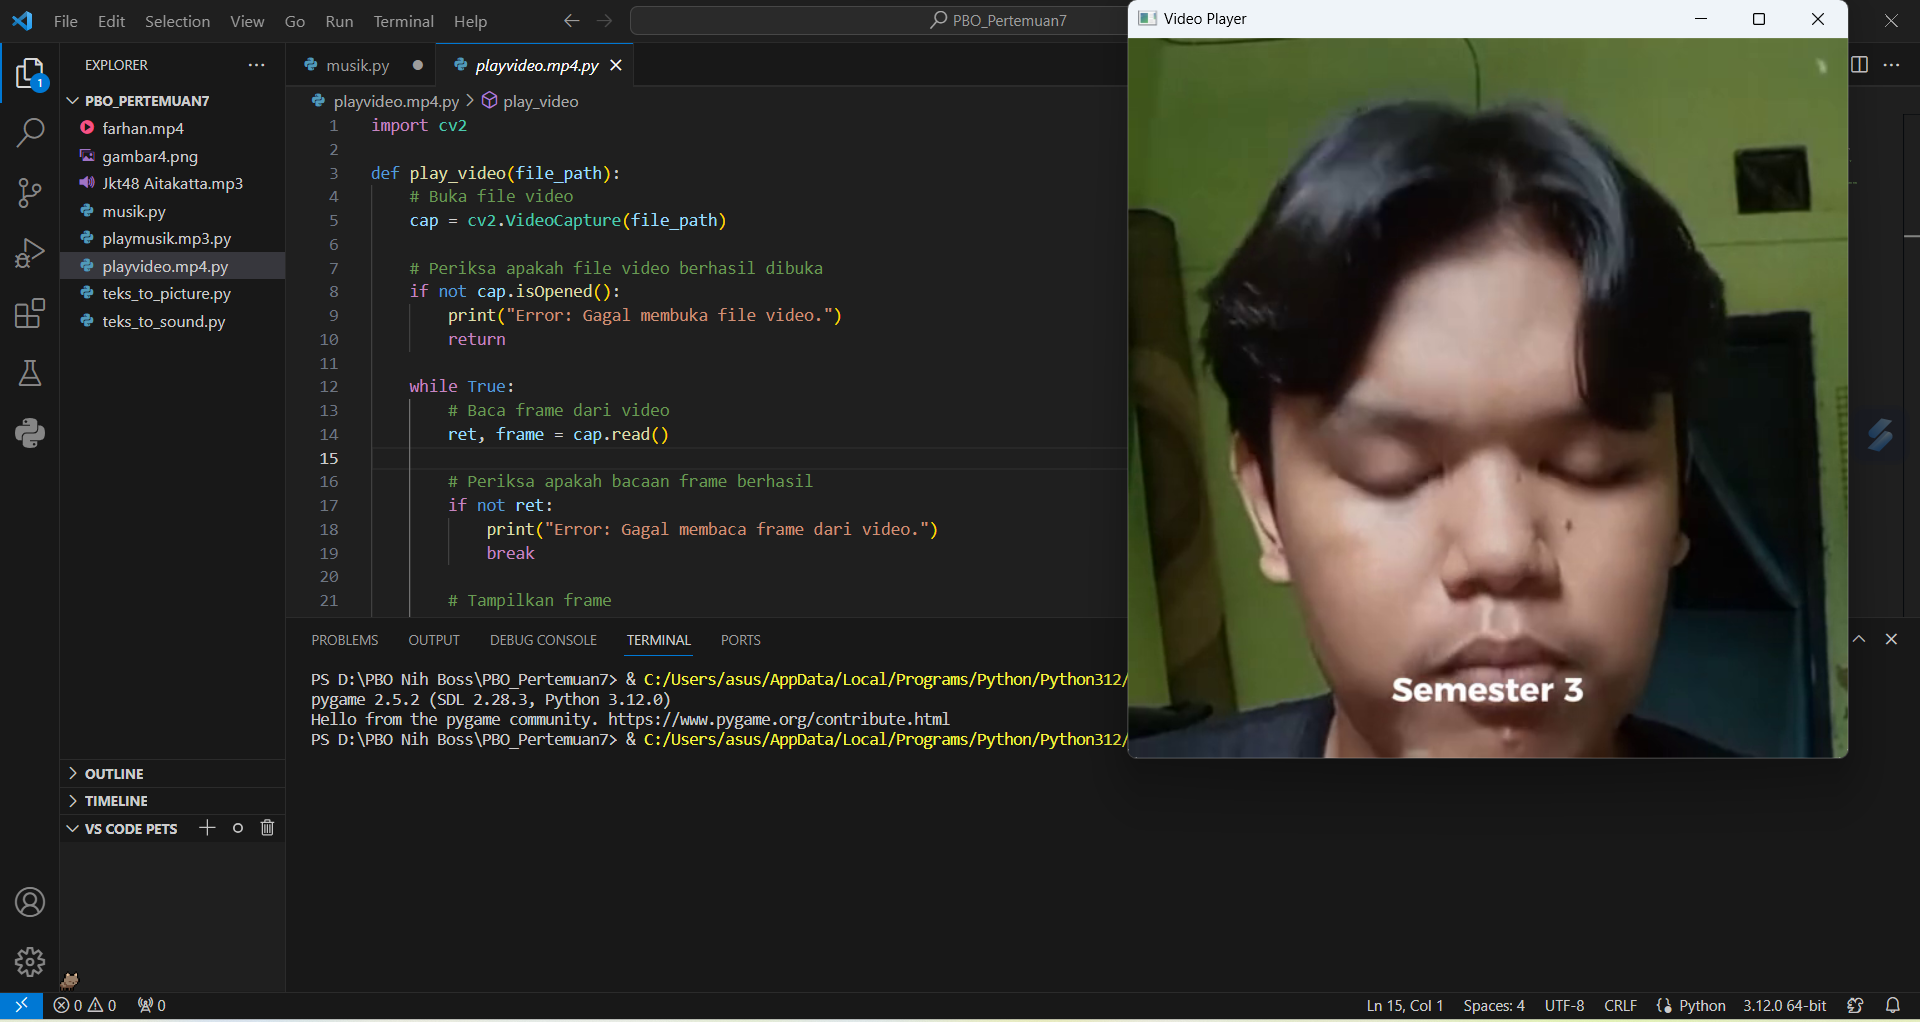 File Edit Selection View Go Run Terminal Help
PBO_Pertemuan7
Video Player
EXPLORER
1
PBO_PERTEMUAN7
farhan.mp4
gambar4.png
Jkt48 Aitakatta.mp3
musik.py
playmusik.mp3.py
playvideo.mp4.py
teks_to_picture.py
teks_to_sound.py
OUTLINE
TIMELINE
VS CODE PETS
musik.py
playvideo.mp4.py
playvideo.mp4.py > play_video
1 import cv2
2
3 def play_video(file_path):
4 # Buka file video
5 cap = cv2.VideoCapture(file_path)
6
7 # Periksa apakah file video berhasil dibuka
8 if not cap.isOpened():
9 print("Error: Gagal membuka file video.")
10 return
11
12 while True:
13 # Baca frame dari video
14 ret, frame = cap.read()
15
16 # Periksa apakah bacaan frame berhasil
17 if not ret:
18 print("Error: Gagal membaca frame dari video.")
19 break
20
21 # Tampilkan frame
Semester 3
PROBLEMS OUTPUT DEBUG CONSOLE TERMINAL PORTS
PS D:\PBO Nih Boss\PBO_Pertemuan7> & C:/Users/asus/AppData/Local/Programs/Python/Python312/
pygame 2.5.2 (SDL 2.28.3, Python 3.12.0)
Hello from the pygame community. https://www.pygame.org/contribute.html
PS D:\PBO Nih Boss\PBO_Pertemuan7> & C:/Users/asus/AppData/Local/Programs/Python/Python312/
0 0 0
Ln 15, Col 1 Spaces: 4 UTF-8 CRLF Python 3.12.0 64-bit